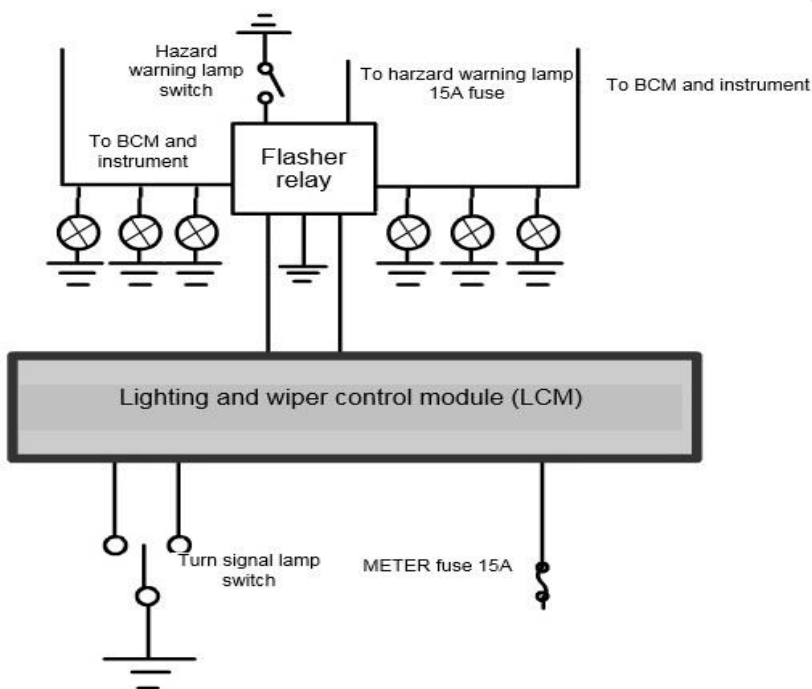 Hazard
warning lamp
switch
To harzard warning lamp
15A fuse
To BCM and instrument
To BCM and
instrument
Flasher
relay
Lighting and wiper control module (LCM)
Turn signal lamp
switch
METER fuse 15A